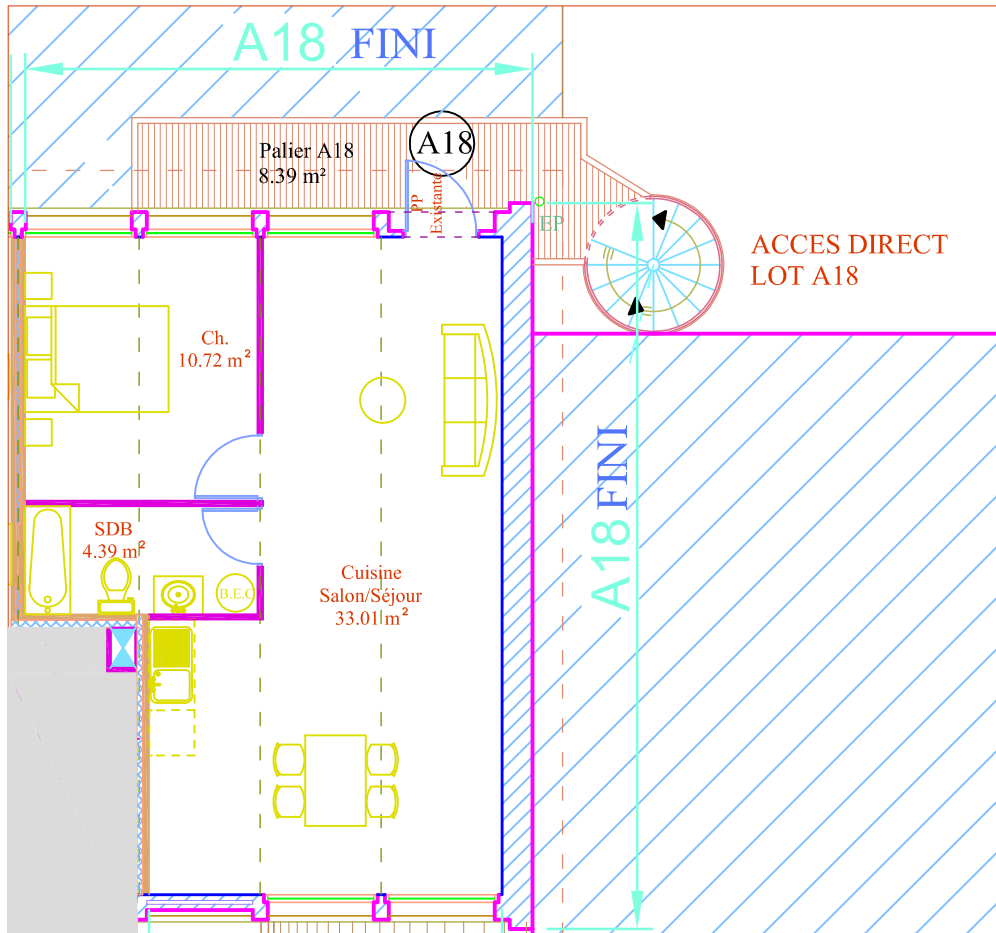 A18 FINI
A18
Palier A18
8.39 m²
PP
Existante
EP
ACCES DIRECT
LOT A18
Ch.
10.72 m²
A18 FINI
SDB
4.39 m²
B.E.C
Cuisine
Salon/Séjour
33.01 m²